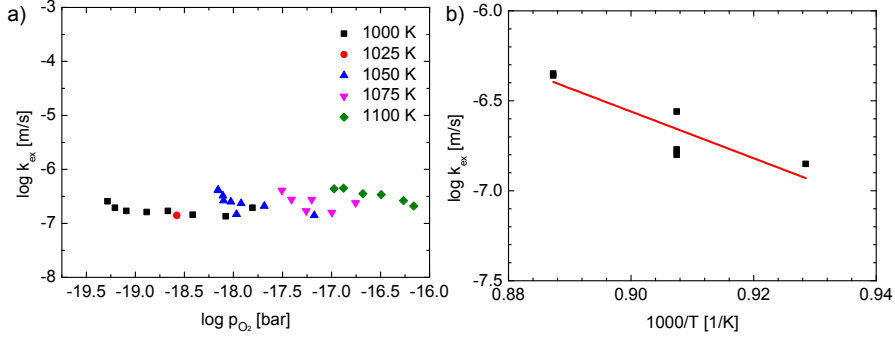 a)
-3
-4
-5
-6
-7
-8
log k_ex [m/s]
1000 K
1025 K
1050 K
1075 K
1100 K
-19.5 -19.0 -18.5 -18.0 -17.5 -17.0 -16.5 -16.0
log p_O₂ [bar]
b)
-6.0
-6.5
-7.0
-7.5
log k_ex [m/s]
0.88 0.90 0.92 0.94
1000/T [1/K]